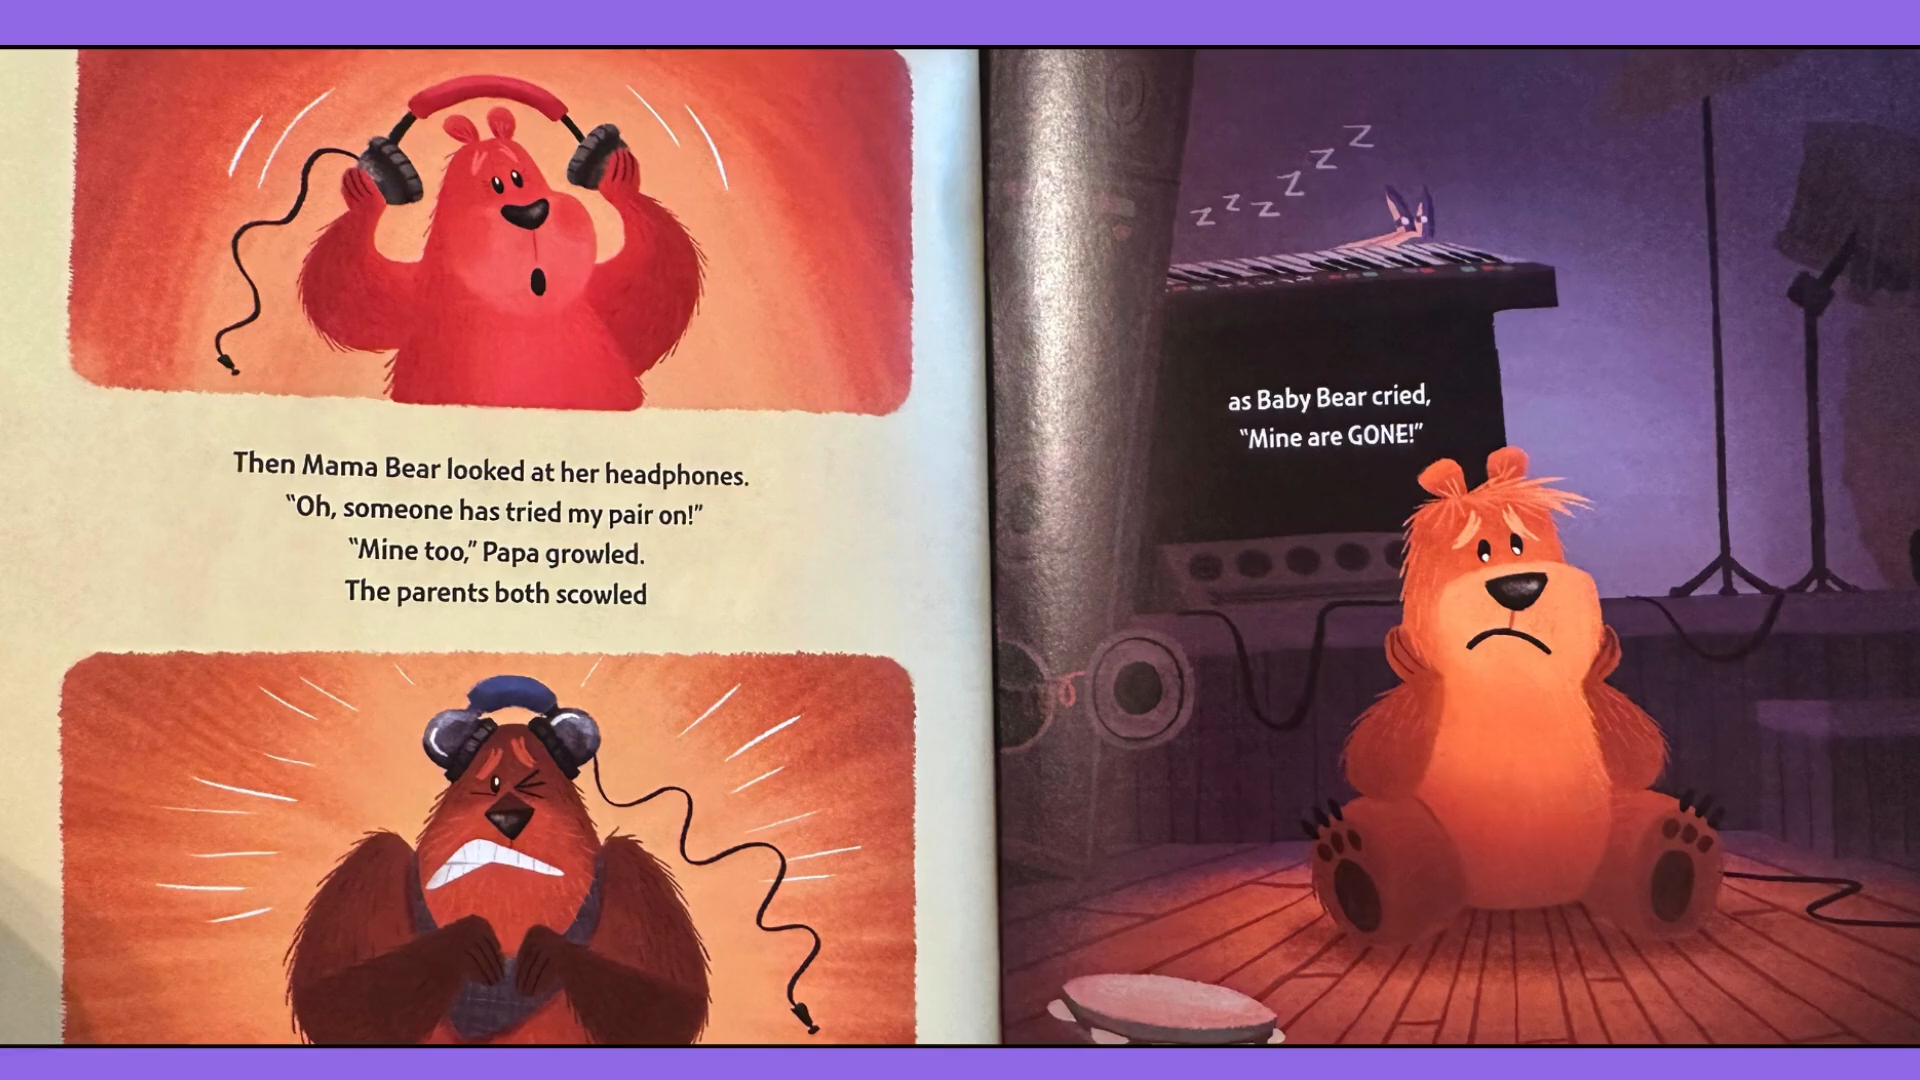 Then Mama Bear looked at her headphones.
“Oh, someone has tried my pair on!”
“Mine too,” Papa growled.
The parents both scowled
z z z z z z
as Baby Bear cried,
“Mine are GONE!”